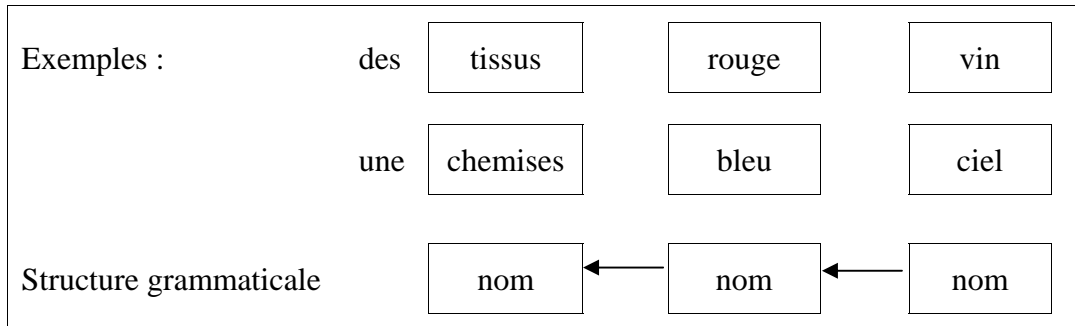 Exemples : des tissus rouge vin
une chemises bleu ciel
Structure grammaticale nom nom nom